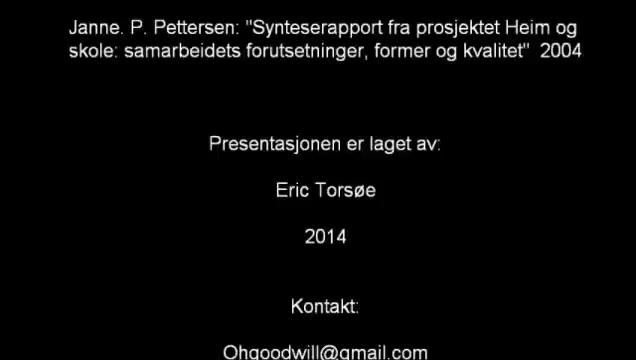 Janne. P. Pettersen: "Synteserapport fra prosjektet Heim og
skole: samarbeidets forutsetninger, former og kvalitet"  2004
Presentasjonen er laget av:
Eric Torsøe
2014
Kontakt:
Ohgoodwill@gmail.com